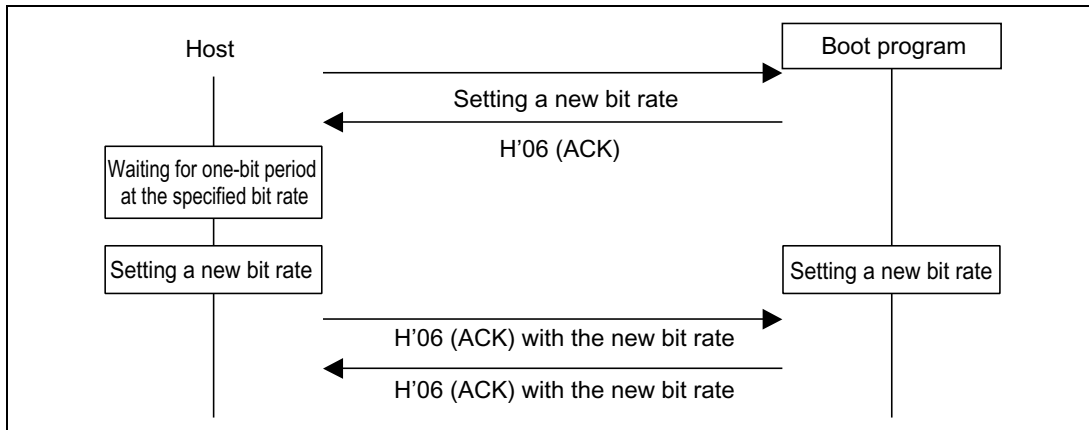 Host
Boot program
Setting a new bit rate
H'06 (ACK)
Waiting for one-bit period
at the specified bit rate
Setting a new bit rate
Setting a new bit rate
H'06 (ACK) with the new bit rate
H'06 (ACK) with the new bit rate